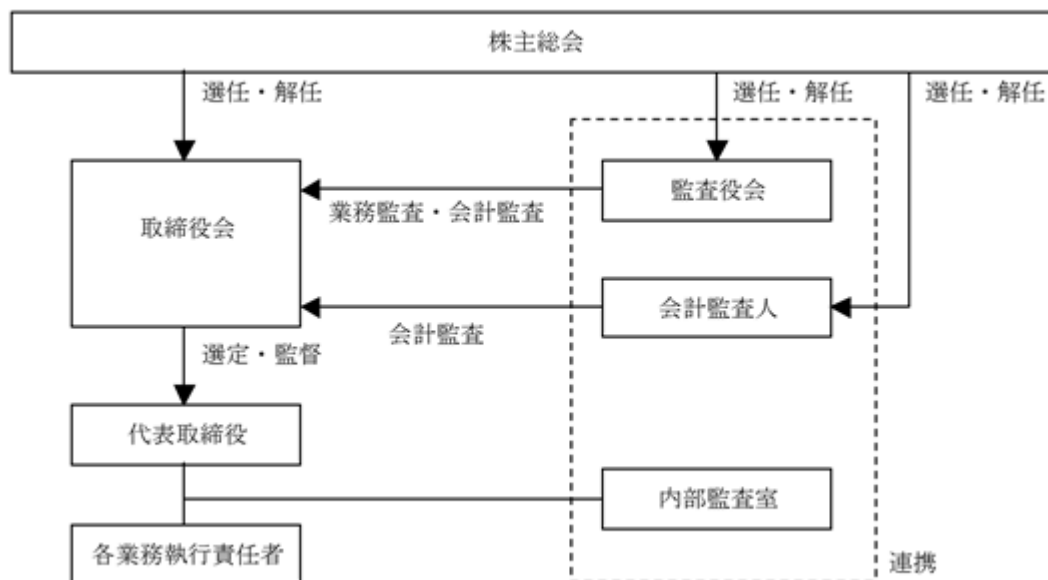 株主総会
選任・解任
選任・解任
選任・解任
監査役会
取締役会
業務監査・会計監査
会計監査人
会計監査
選定・監督
代表取締役
内部監査室
各業務執行責任者
連携